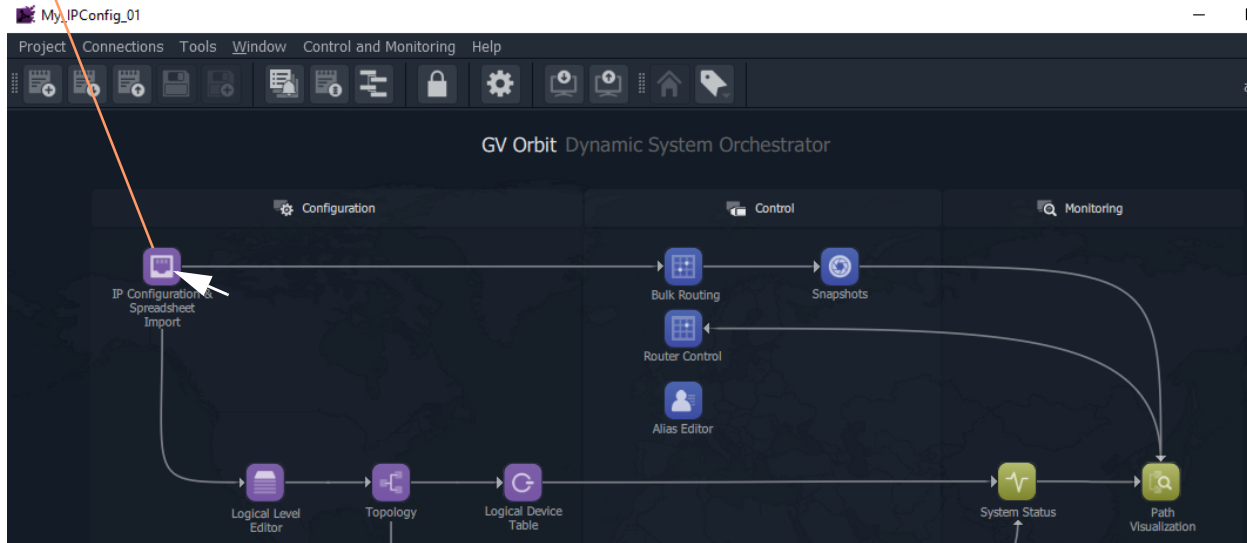 My_IPConfig_01
Project Connections Tools Window Control and Monitoring Help
GV Orbit Dynamic System Orchestrator
Configuration
Control
Monitoring
IP Configuration &
Spreadsheet
Import
Bulk Routing
Snapshots
Router Control
Alias Editor
Logical Level
Editor
Topology
Logical Device
Table
System Status
Path
Visualization